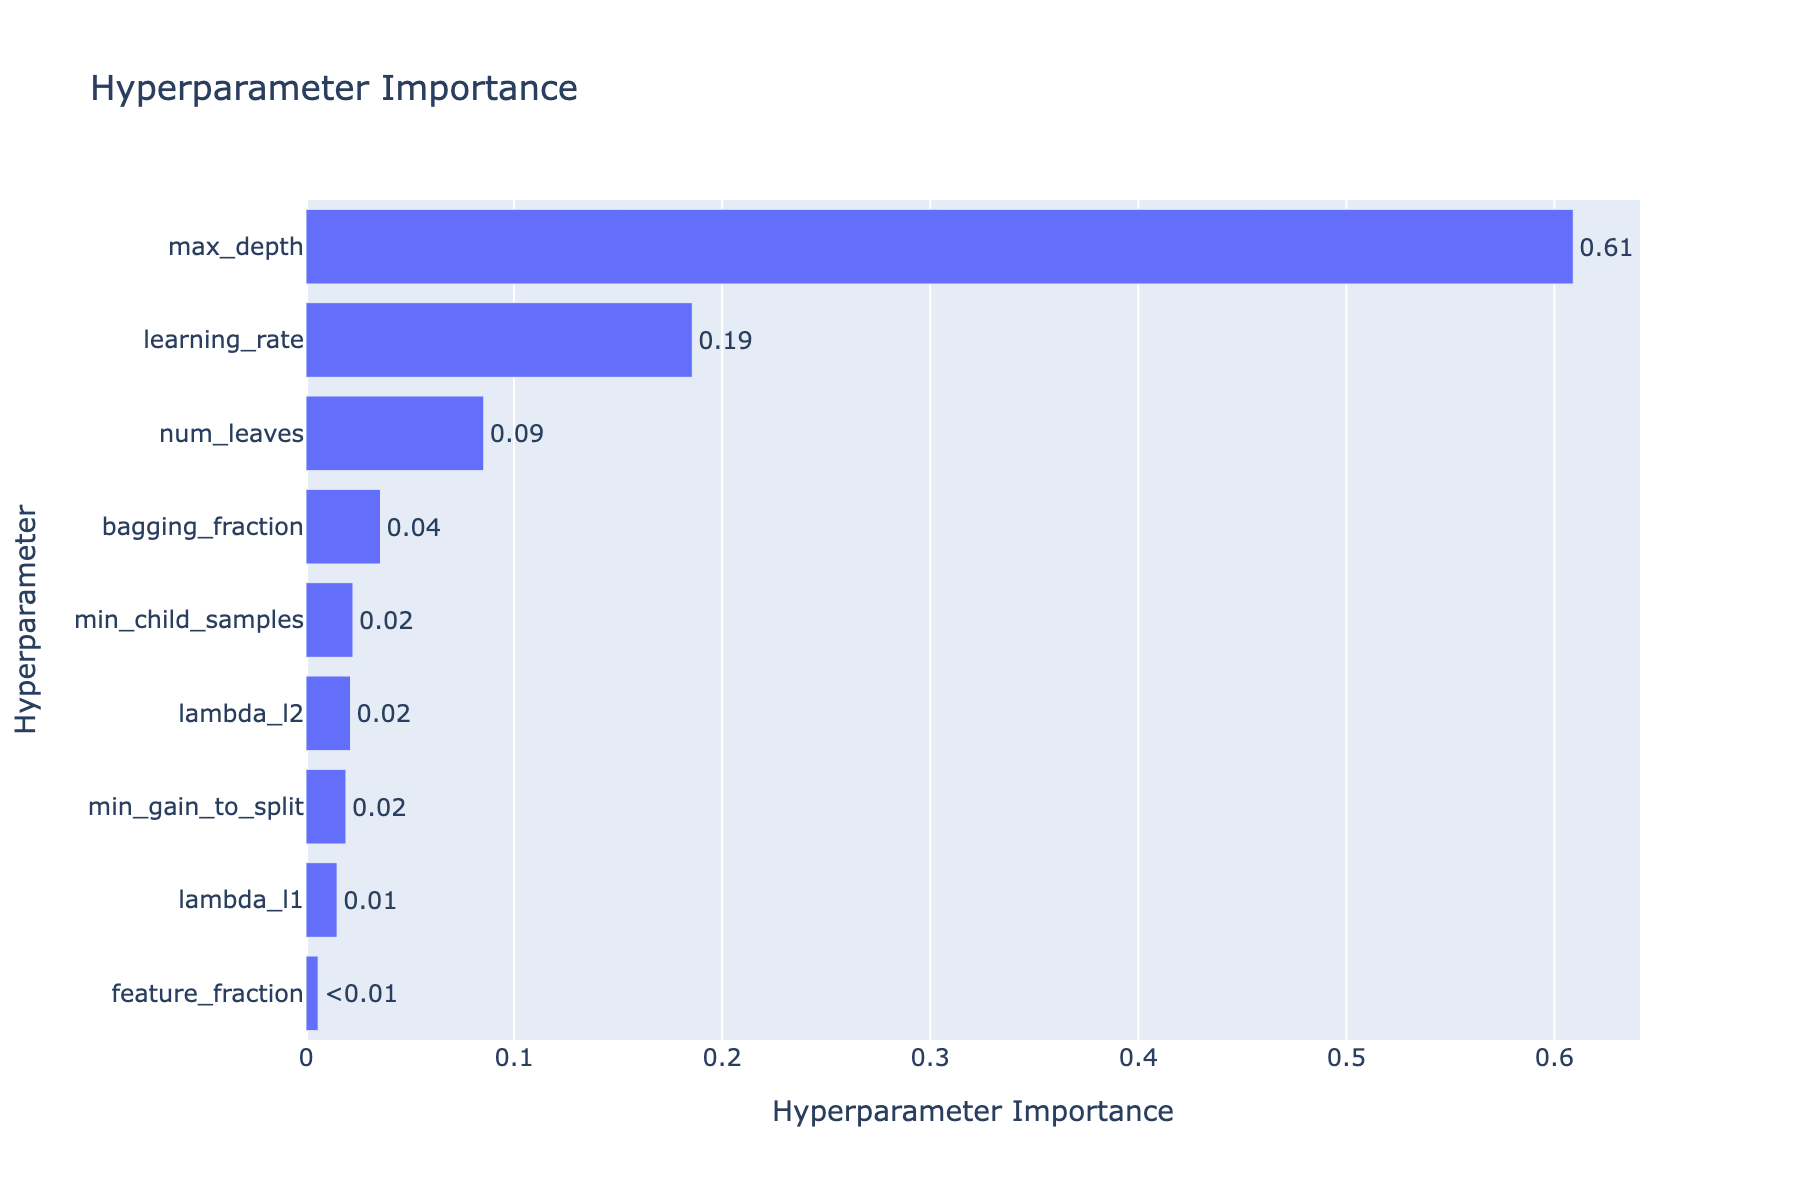 Hyperparameter Importance
max_depth
0.61
learning_rate
0.19
num_leaves
0.09
bagging_fraction
0.04
min_child_samples
0.02
lambda_l2
0.02
min_gain_to_split
0.02
lambda_l1
0.01
feature_fraction
<0.01
Hyperparameter
0 0.1 0.2 0.3 0.4 0.5 0.6
Hyperparameter Importance